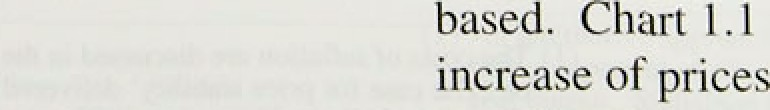 based. Chart 1.1
increase of prices